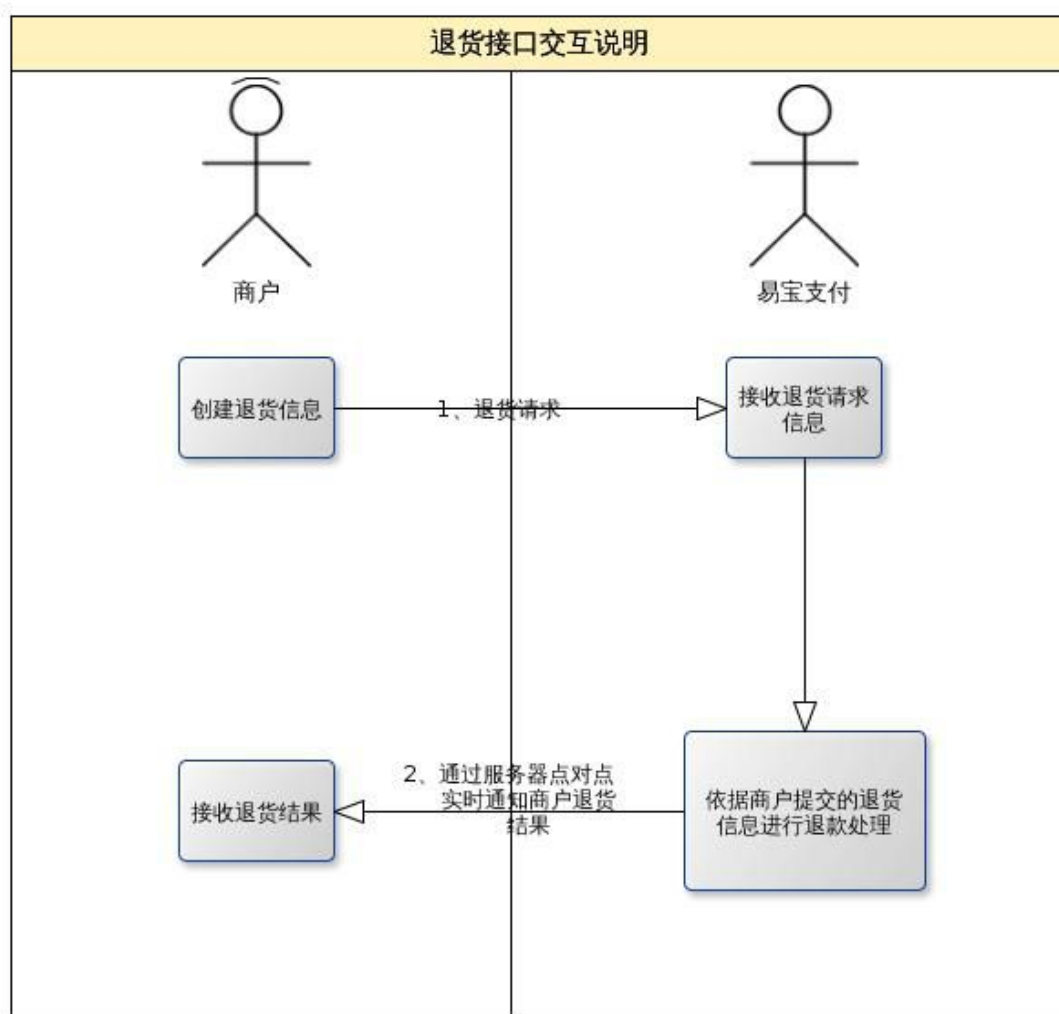 退货接口交互说明
商户
易宝支付
创建退货信息
1、退货请求
接收退货请求
信息
2、通过服务器点对点
实时通知商户退货
结果
接收退货结果
依据商户提交的退货
信息进行退款处理